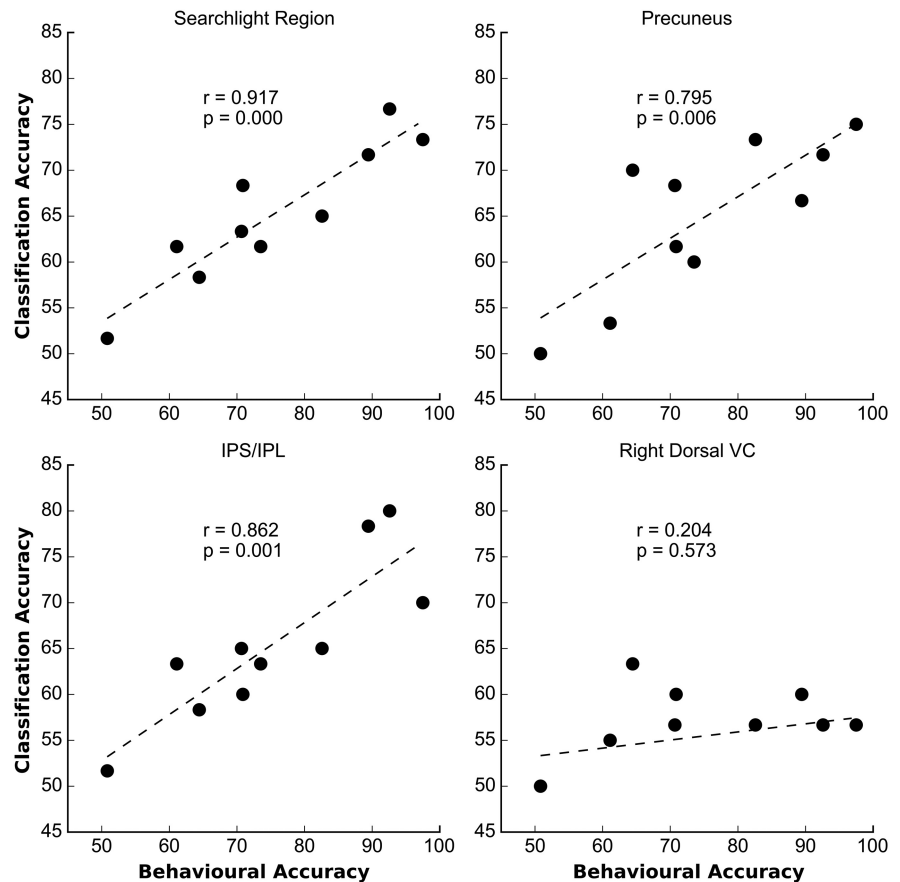 Searchlight Region
85
80
75
70
65
60
55
50
45
r = 0.917
p = 0.000
50 60 70 80 90 100
Classification Accuracy
Precuneus
85
80
75
70
65
60
55
50
45
r = 0.795
p = 0.006
50 60 70 80 90 100
IPS/IPL
85
80
75
70
65
60
55
50
45
r = 0.862
p = 0.001
50 60 70 80 90 100
Classification Accuracy
Behavioural Accuracy
Right Dorsal VC
85
80
75
70
65
60
55
50
45
r = 0.204
p = 0.573
50 60 70 80 90 100
Behavioural Accuracy